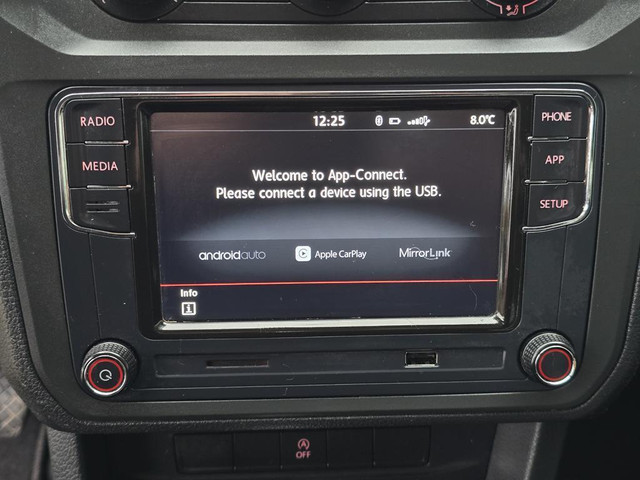 RADIO
MEDIA
12:25
8.0°C
Welcome to App-Connect.
Please connect a device using the USB.
androidauto
Apple CarPlay
MirrorLink
Info
i
PHONE
APP
SETUP
A
OFF